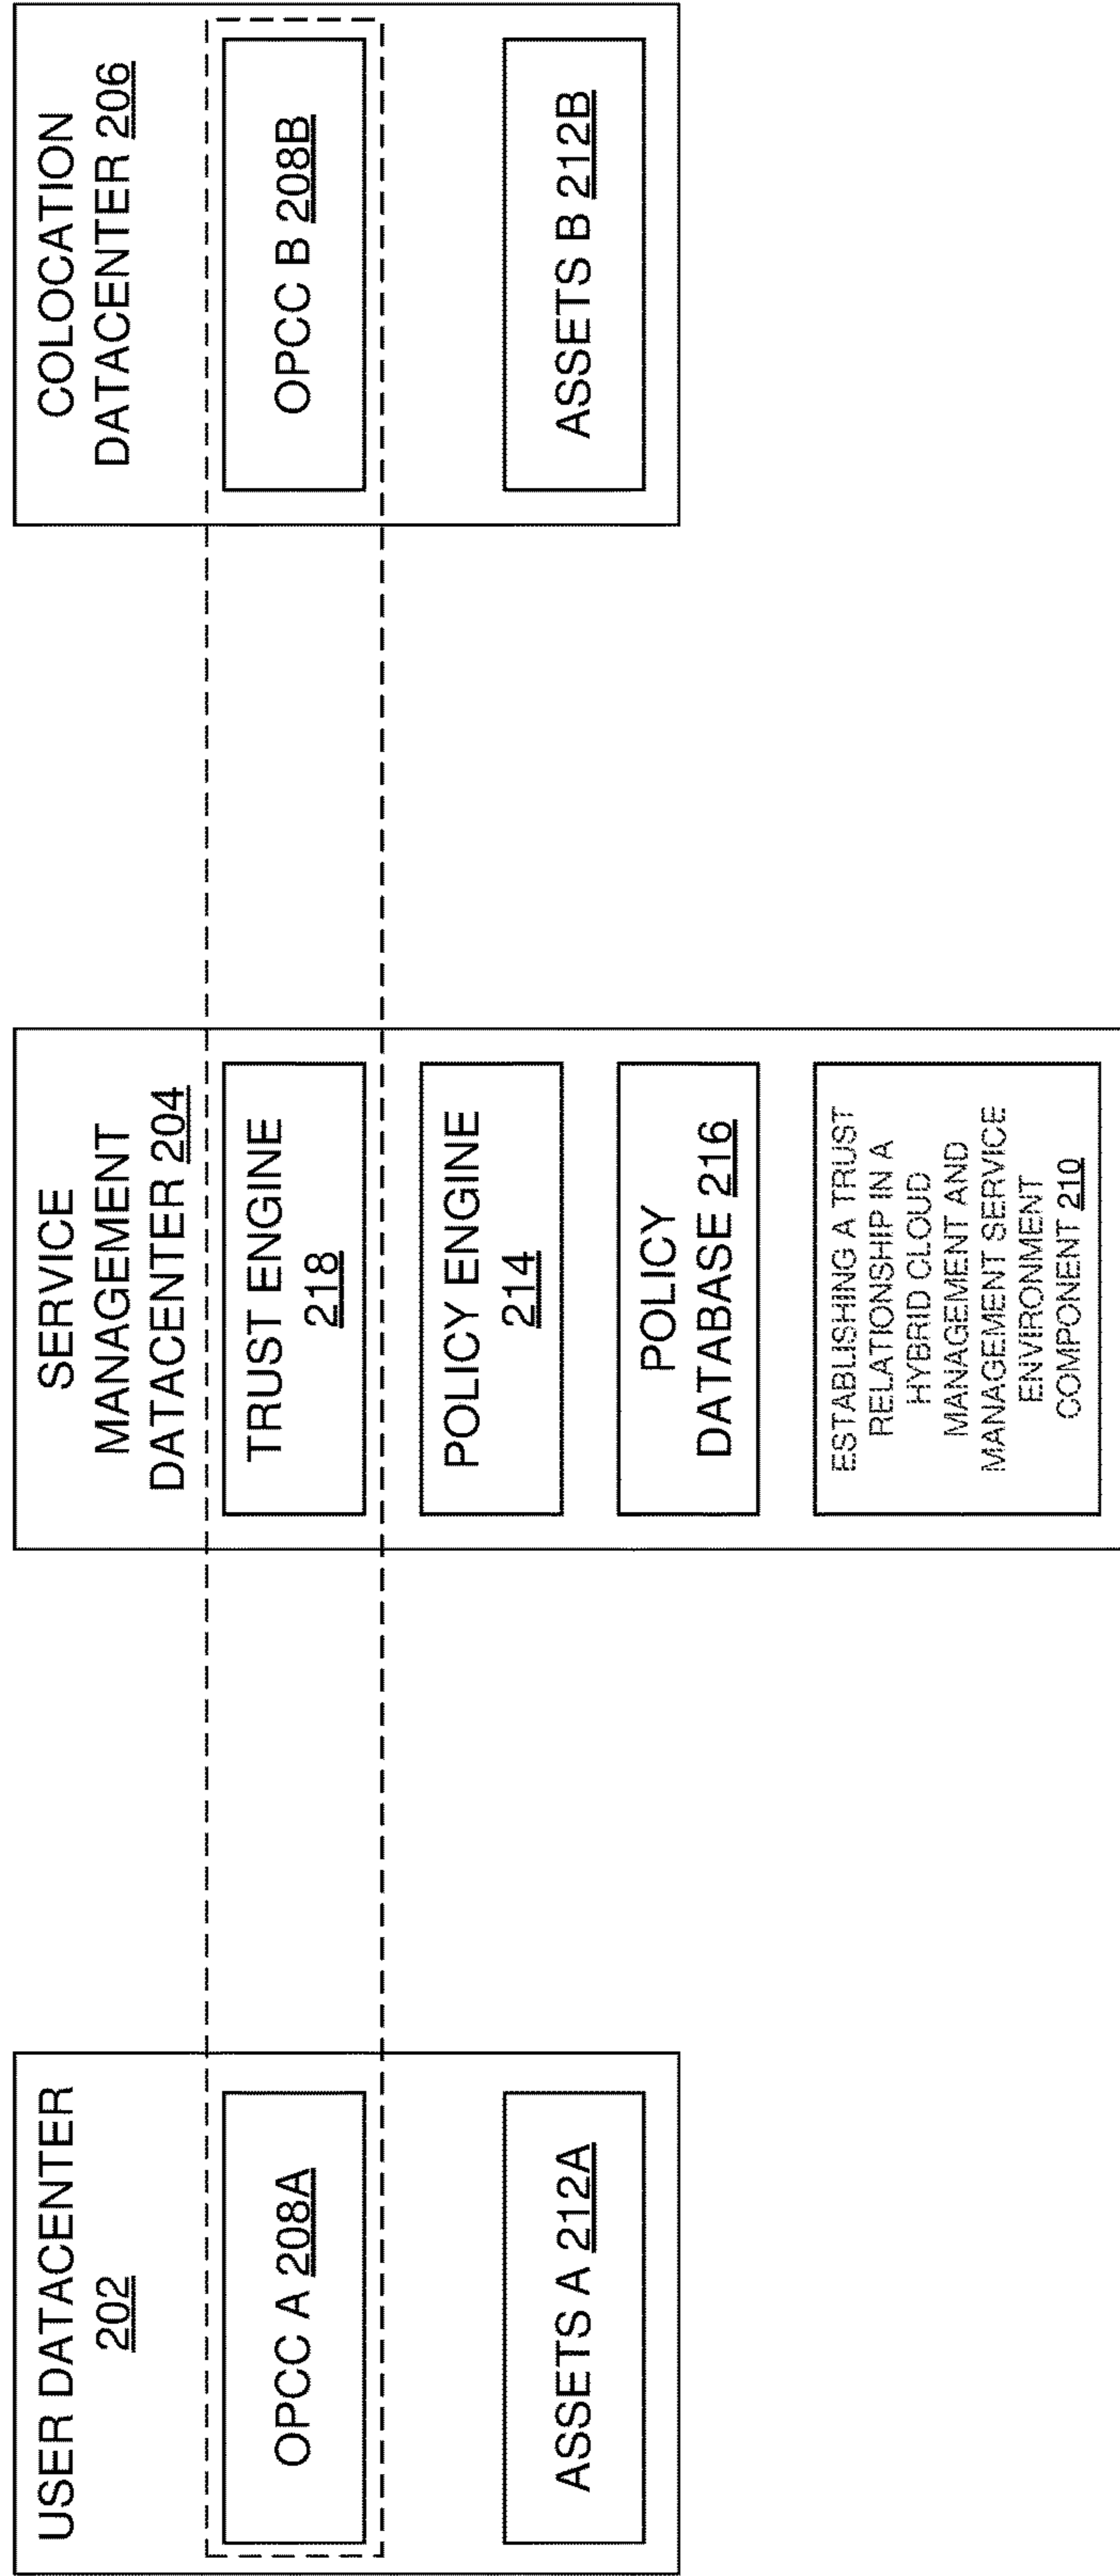 USER DATACENTER
202
OPCC A 208A
ASSETS A 212A
SERVICE
MANAGEMENT
DATACENTER 204
TRUST ENGINE
218
POLICY ENGINE
214
POLICY
DATABASE 216
ESTABLISHING A TRUST
RELATIONSHIP IN A
HYBRID CLOUD
MANAGEMENT AND
MANAGEMENT SERVICE
ENVIRONMENT
COMPONENT 210
COLOCATION
DATACENTER 206
OPCC B 208B
ASSETS B 212B